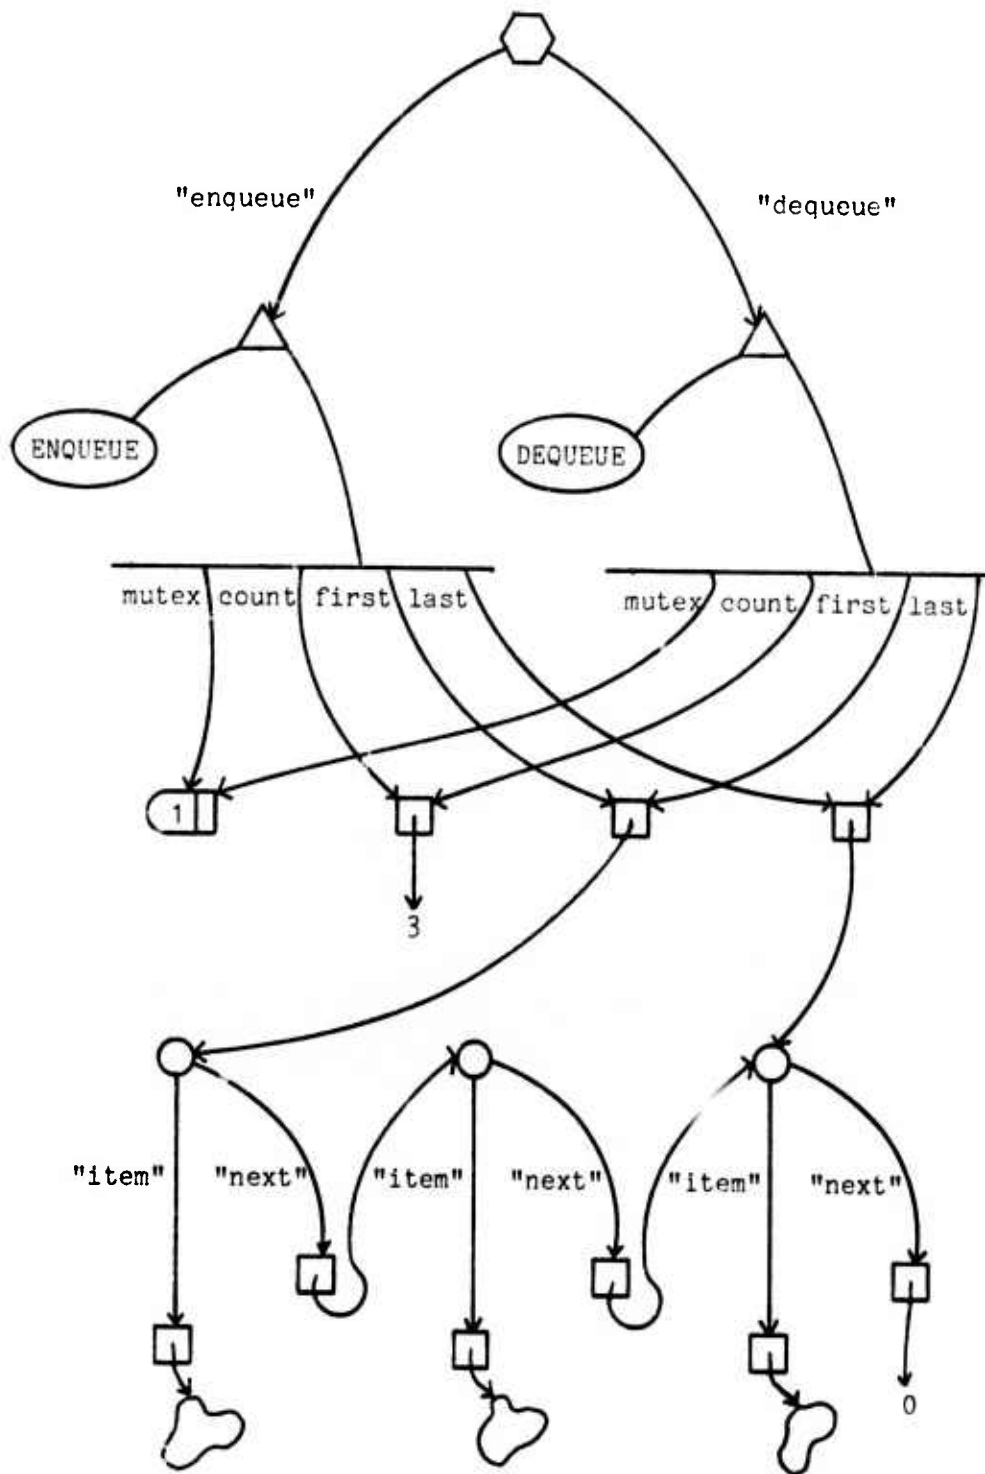 "enqueue" "dequeue"
ENQUEUE DEQUEUE
mutex count first last mutex count first last
1
3
"item" "next" "item" "next" "item" "next"
0